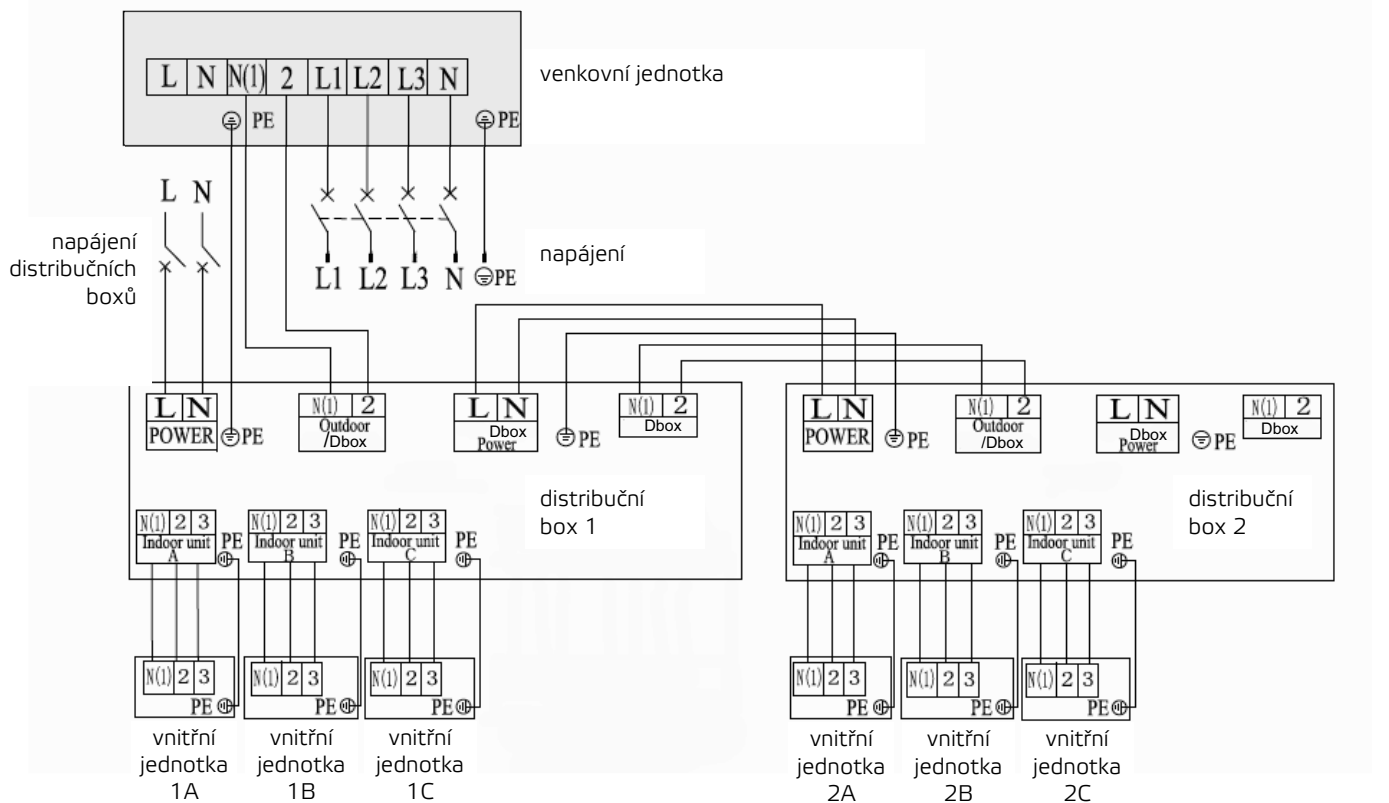 L N N(1) 2 L1 L2 L3 N
venkovní jednotka
PE PE
L N
napájení
distribučních
boxů
napájení
L1 L2 L3 N PE
L N
POWER
PE
N(1) 2
Outdoor
/Dbox
L N
Dbox
Power
PE
N(1) 2
Dbox
L N
POWER
PE
N(1) 2
Outdoor
/Dbox
L N
Dbox
Power
PE
N(1) 2
Dbox
distribuční
box 1
distribuční
box 2
N(1) 2 3
Indoor unit
A
PE
N(1) 2 3
Indoor unit
B
PE
N(1) 2 3
Indoor unit
C
PE
N(1) 2 3
Indoor unit
A
PE
N(1) 2 3
Indoor unit
B
PE
N(1) 2 3
Indoor unit
C
PE
N(1) 2 3
PE
N(1) 2 3
PE
N(1) 2 3
PE
N(1) 2 3
PE
N(1) 2 3
PE
N(1) 2 3
PE
vnitřní
jednotka
1A
vnitřní
jednotka
1B
vnitřní
jednotka
1C
vnitřní
jednotka
2A
vnitřní
jednotka
2B
vnitřní
jednotka
2C